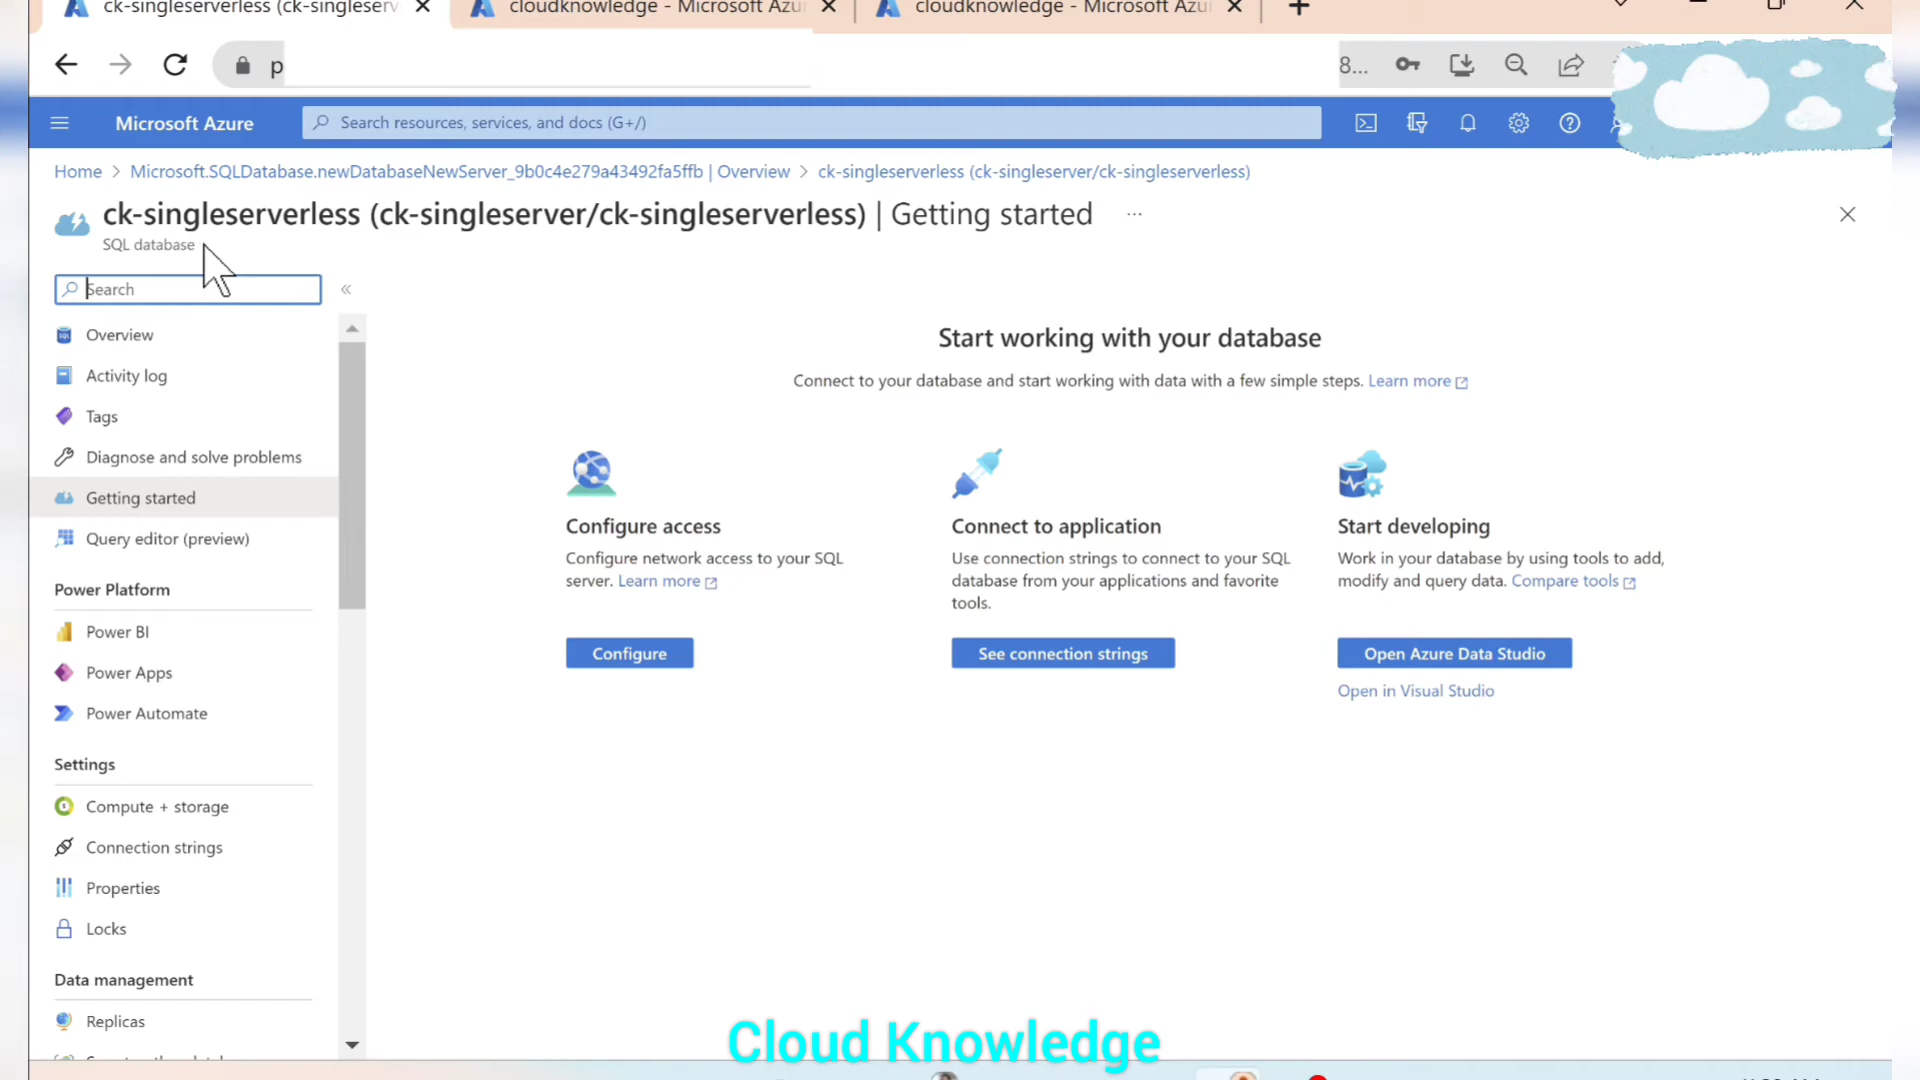 ck-singleserverless (ck-singleserv
cloudknowledge - Microsoft Azu
cloudknowledge - Microsoft Azu
p
8...
Microsoft Azure
Search resources, services, and docs (G+/)
Home > Microsoft.SQLDatabase.newDatabaseNewServer_9b0c4e279a43492fa5ffb | Overview > ck-singleserverless (ck-singleserver/ck-singleserverless)
ck-singleserverless (ck-singleserver/ck-singleserverless) | Getting started ...
SQL database
Search
Overview
Activity log
Tags
Diagnose and solve problems
Getting started
Query editor (preview)
Power Platform
Power BI
Power Apps
Power Automate
Settings
Compute + storage
Connection strings
Properties
Locks
Data management
Replicas
Start working with your database
Connect to your database and start working with data with a few simple steps. Learn more
Configure access
Configure network access to your SQL
server. Learn more
Configure
Connect to application
Use connection strings to connect to your SQL
database from your applications and favorite
tools.
See connection strings
Start developing
Work in your database by using tools to add,
modify and query data. Compare tools
Open Azure Data Studio
Open in Visual Studio
Cloud Knowledge